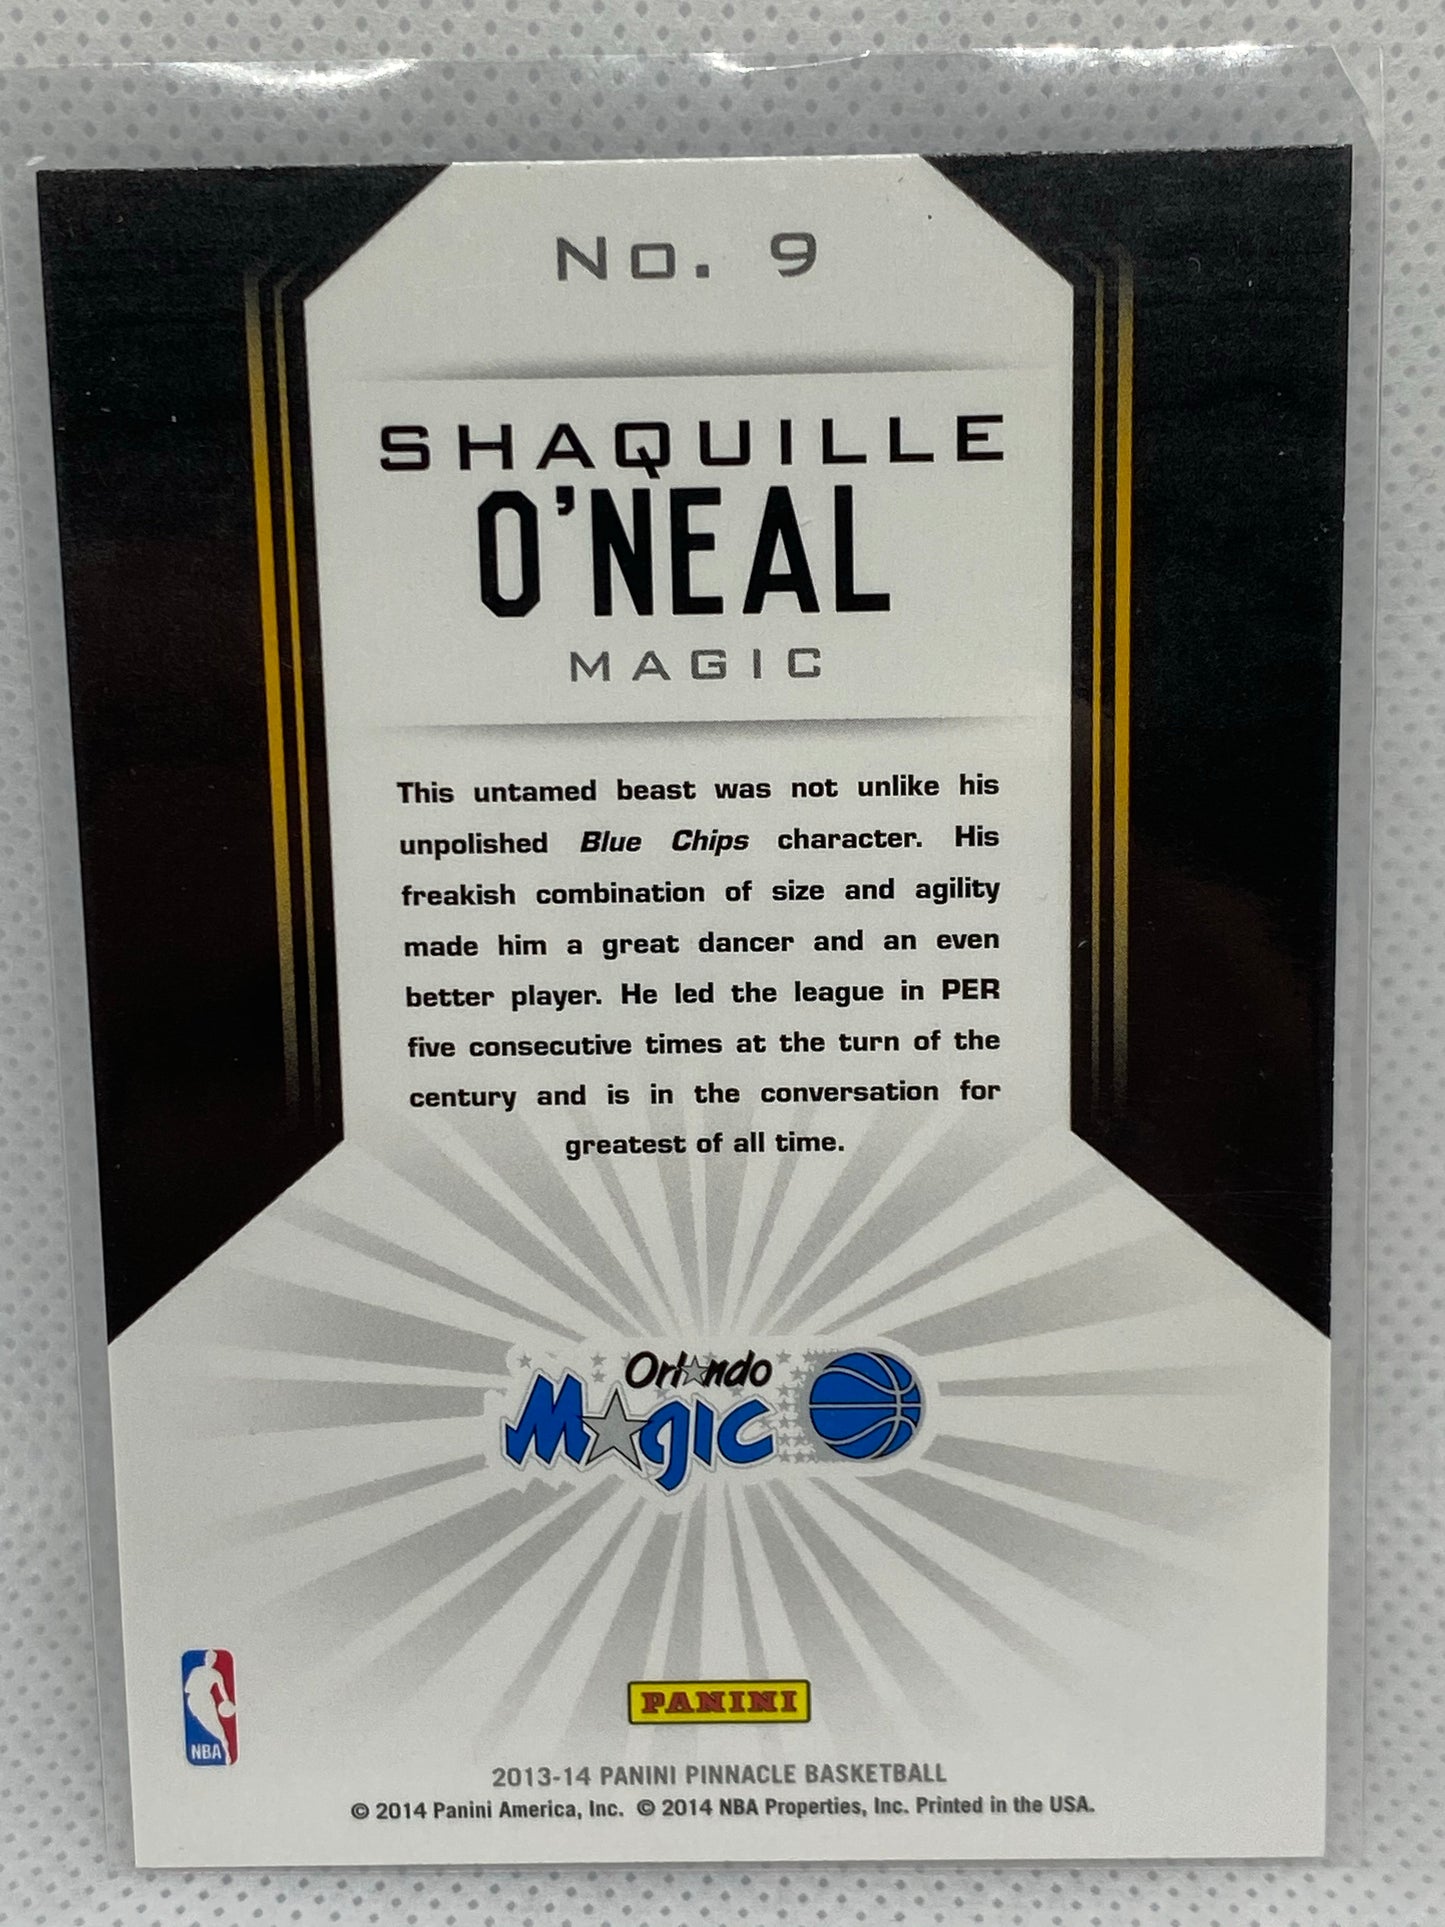 No. 9
SHAQUILLE
O'NEAL
MAGIC
This untamed beast was not unlike his
unpolished Blue Chips character. His
freakish combination of size and agility
made him a great dancer and an even
better player. He led the league in PER
five consecutive times at the turn of the
century and is in the conversation for
greatest of all time.
Orlando
Magic
NBA
PANINI
2013-14 PANINI PINNACLE BASKETBALL
© 2014 Panini America, Inc. © 2014 NBA Properties, Inc. Printed in the USA.